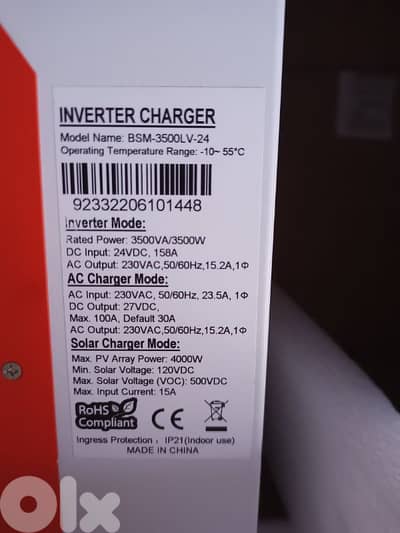 INVERTER CHARGER
Model Name: BSM-3500LV-24
Operating Temperature Range: -10~ 55°C
92332206101448
Inverter Mode:
Rated Power: 3500VA/3500W
DC Input: 24VDC, 158A
AC Output: 230VAC,50/60Hz,15.2A,1Φ
AC Charger Mode:
AC Input: 230VAC, 50/60Hz, 23.5A, 1Φ
DC Output: 27VDC,
Max. 100A, Default 30A
AC Output: 230VAC,50/60Hz,15.2A,1Φ
Solar Charger Mode:
Max. PV Array Power: 4000W
Min. Solar Voltage: 120VDC
Max. Solar Voltage (VOC): 500VDC
Max. Input Current: 15A
RoHS
Compliant
CE
Ingress Protection , IP21(Indoor use)
MADE IN CHINA
olx